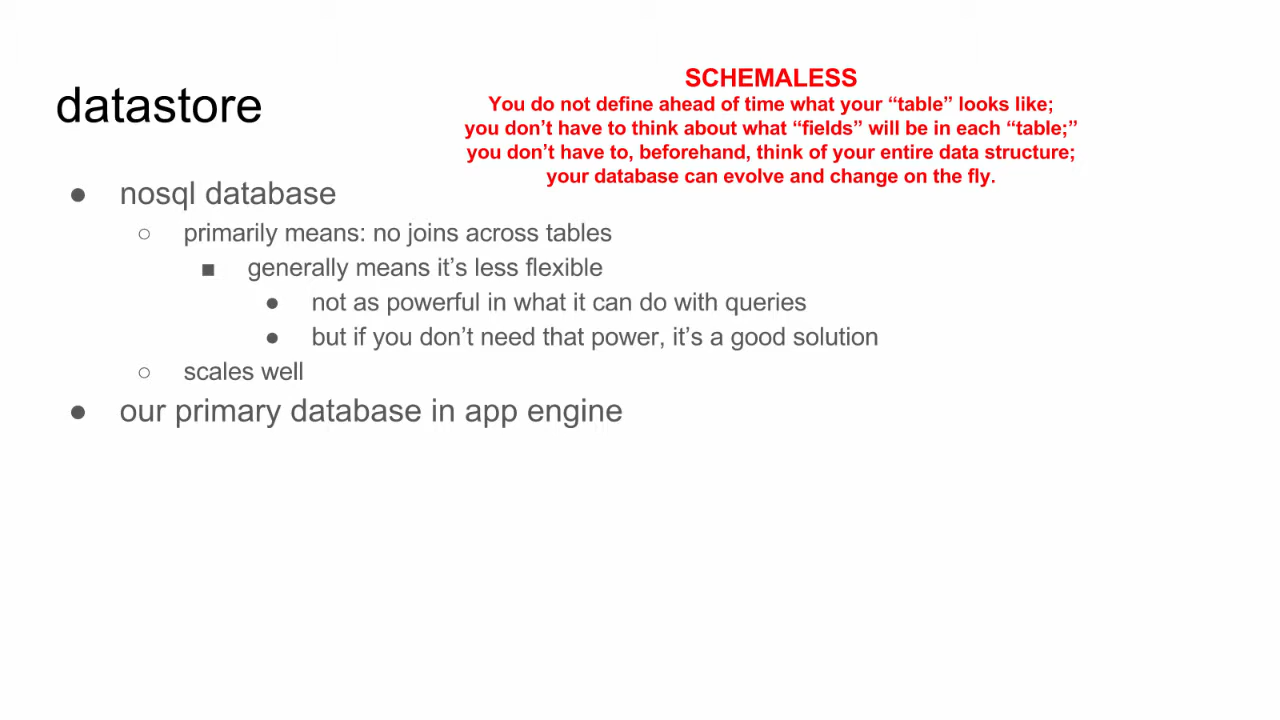 datastore
SCHEMALESS
You do not define ahead of time what your “table” looks like;
you don’t have to think about what “fields” will be in each “table;”
you don’t have to, beforehand, think of your entire data structure;
your database can evolve and change on the fly.
● nosql database
○ primarily means: no joins across tables
■ generally means it’s less flexible
● not as powerful in what it can do with queries
● but if you don’t need that power, it’s a good solution
○ scales well
● our primary database in app engine